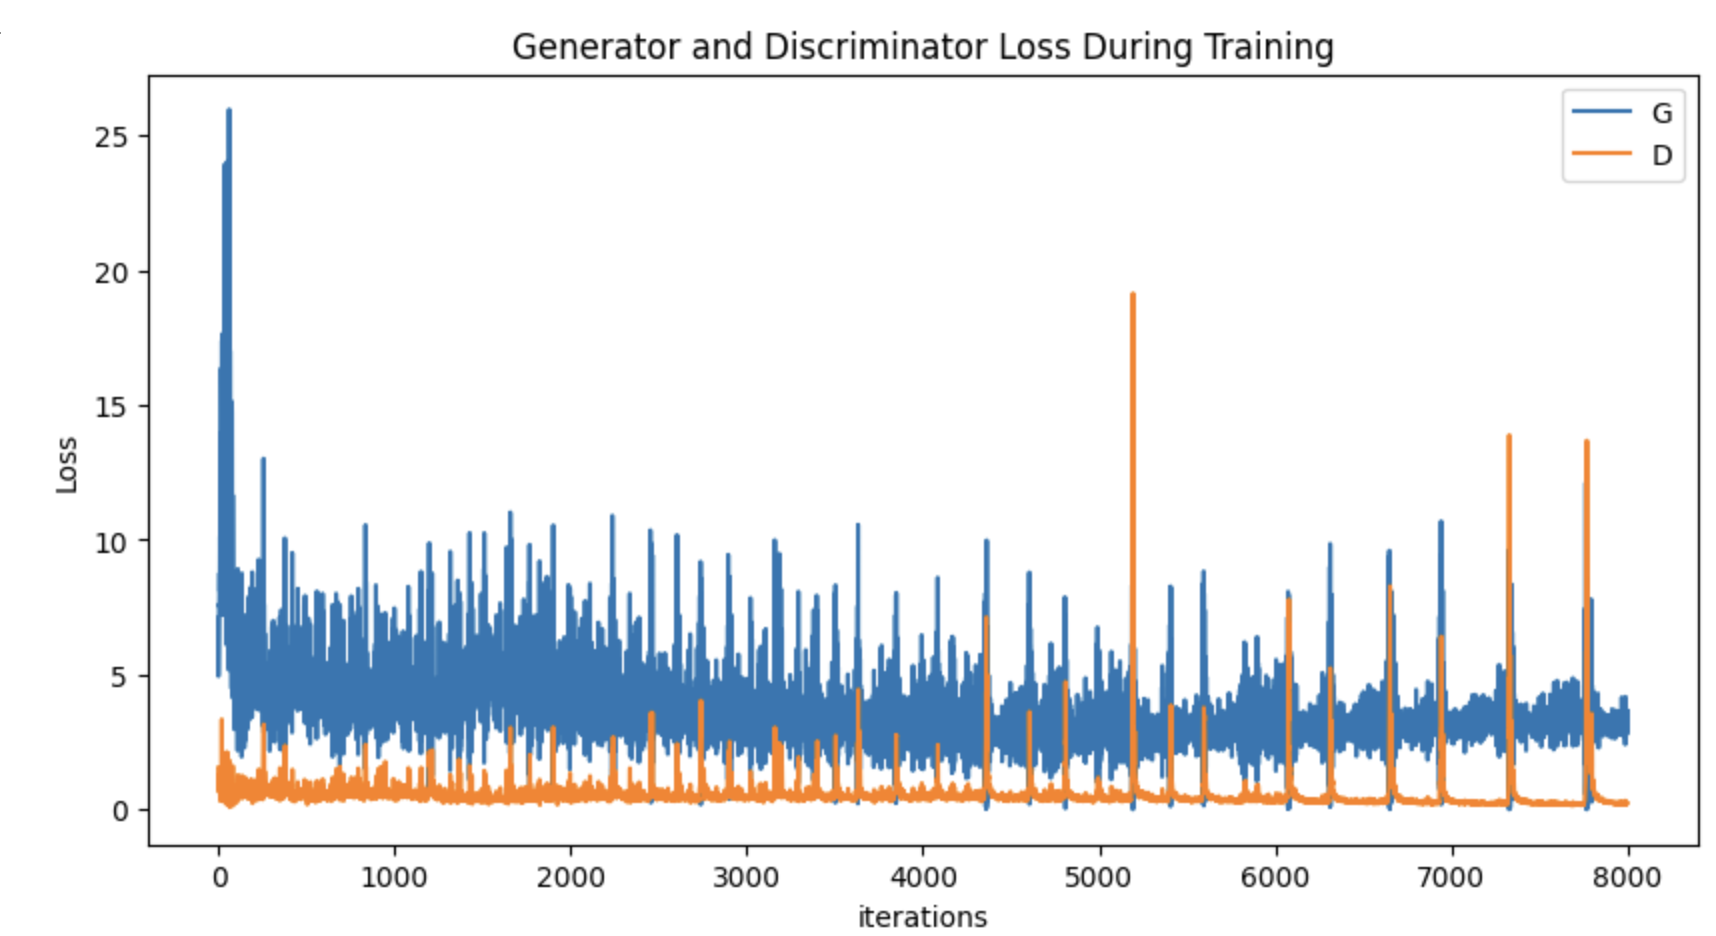 Generator and Discriminator Loss During Training
G
D
25
20
15
10
5
0
Loss
0 1000 2000 3000 4000 5000 6000 7000 8000
iterations